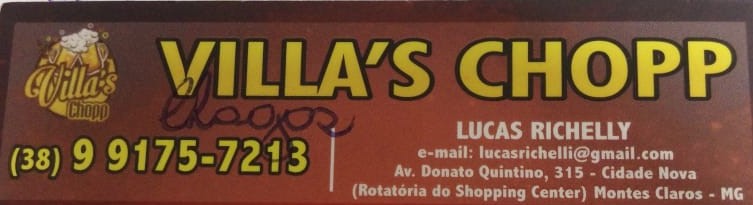 Villa's
Chopp
VILLA'S CHOPP
Chagas
(38) 9 9175-7213
LUCAS RICHELLY
e-mail: lucasrichelli@gmail.com
Av. Donato Quintino, 315 - Cidade Nova
(Rotatória do Shopping Center) Montes Claros - MG